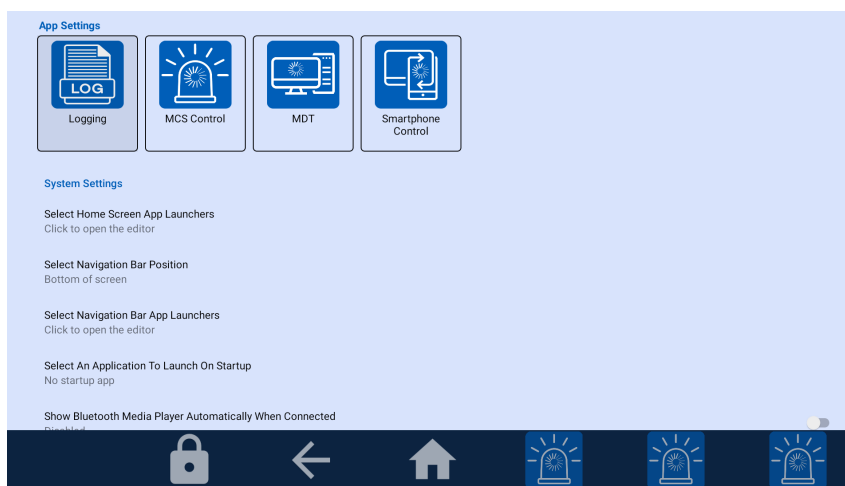 App Settings
LOG
Logging
MCS Control
MDT
Smartphone
Control
System Settings
Select Home Screen App Launchers
Click to open the editor
Select Navigation Bar Position
Bottom of screen
Select Navigation Bar App Launchers
Click to open the editor
Select An Application To Launch On Startup
No startup app
Show Bluetooth Media Player Automatically When Connected
Disabled